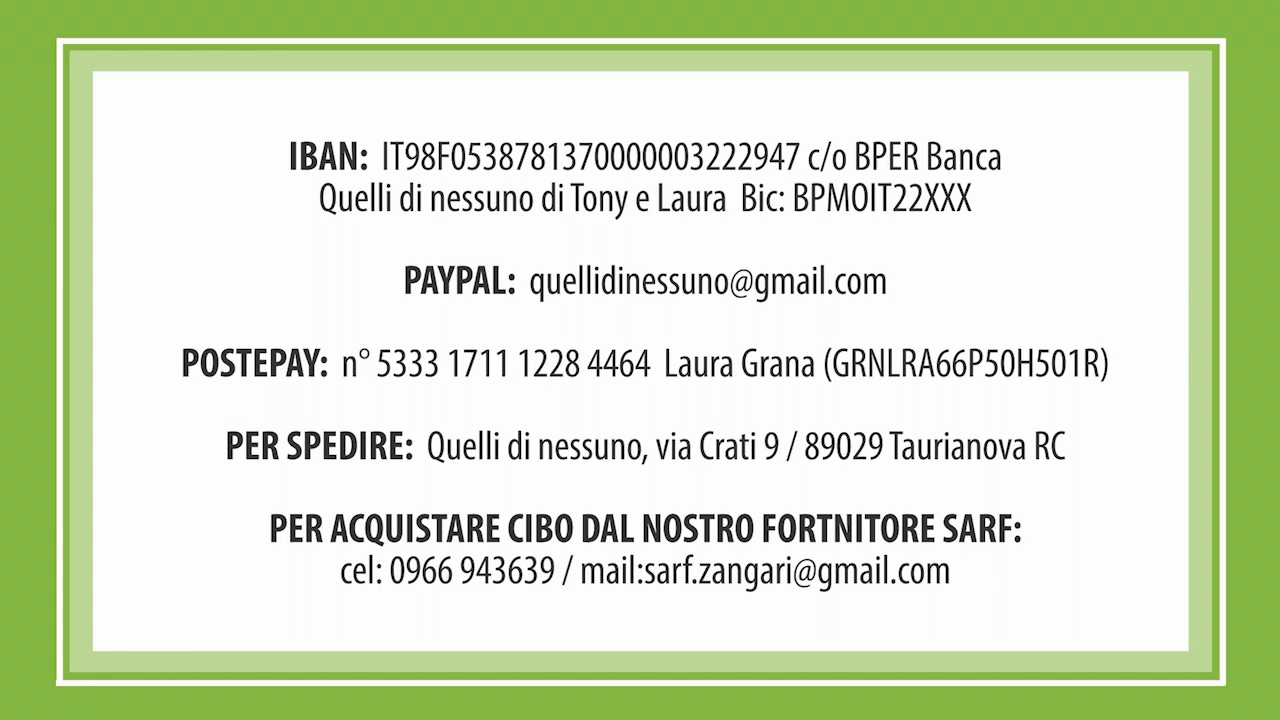 IBAN: IT98F0538781370000003222947 c/o BPER Banca
Quelli di nessuno di Tony e Laura Bic: BPMOIT22XXX
PAYPAL: quellidinessuno@gmail.com
POSTEPAY: n° 5333 1711 1228 4464 Laura Grana (GRNLRA66P50H501R)
PER SPEDIRE: Quelli di nessuno, via Crati 9 / 89029 Taurianova RC
PER ACQUISTARE CIBO DAL NOSTRO FORTNITORE SARF:
cel: 0966 943639 / mail:sarf.zangari@gmail.com